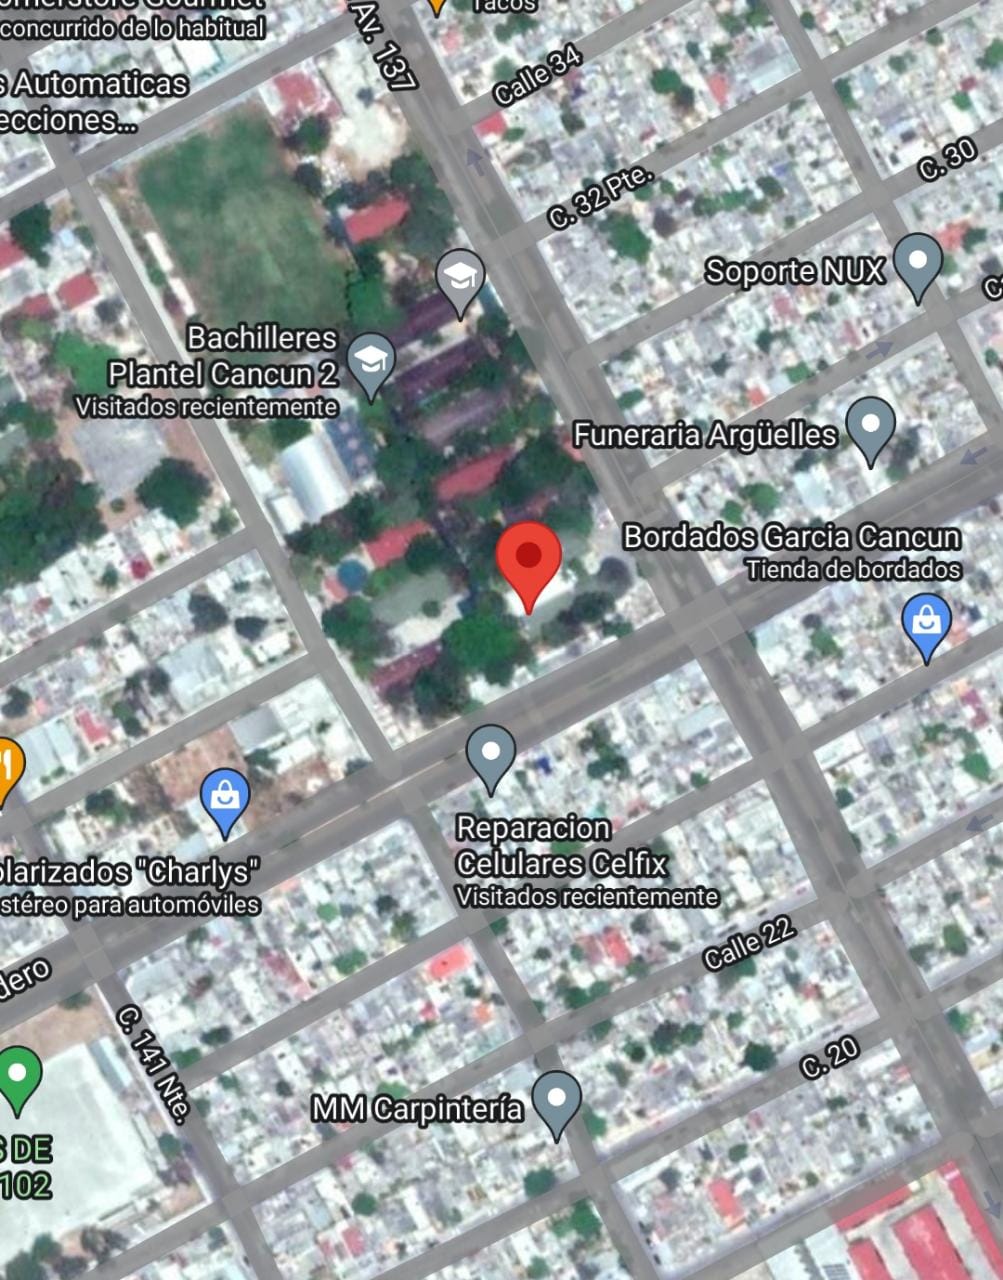 Tacos
concurrido de lo habitual
Av. 137
Calle 34
s Automaticas
ecciones...
C. 30
C. 32 Pte.
Soporte NUX
Bachilleres
Plantel Cancun 2
Visitados recientemente
Funeraria Argüelles
Bordados Garcia Cancun
Tienda de bordados
Reparacion
Celulares Celfix
Visitados recientemente
olarizados "Charlys"
stéreo para automóviles
Calle 22
dero
C. 141 Nte.
C. 20
MM Carpintería
S DE
102